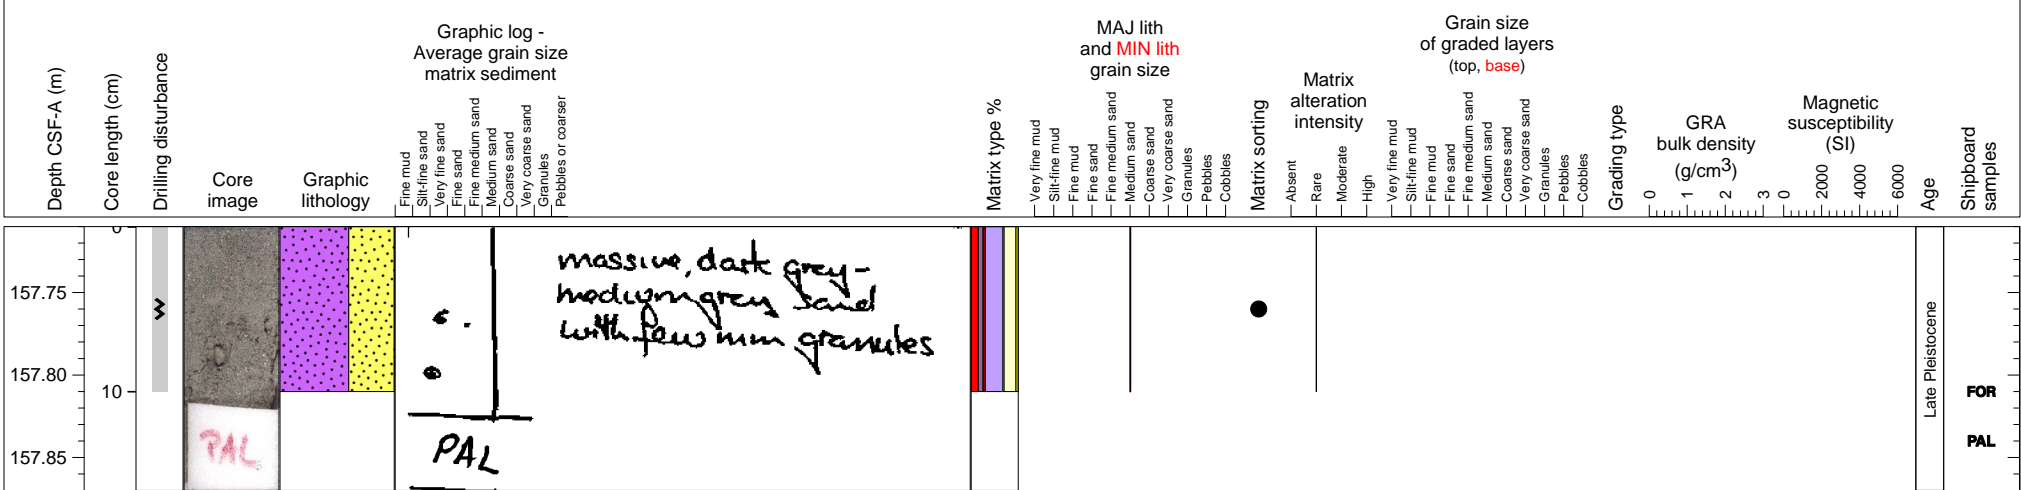 Depth CSF-A (m)
Core length (cm)
Drilling disturbance
Core
image
Graphic
lithology
Graphic log -
Average grain size
matrix sediment
Fine mud
Silt-fine sand
Very fine sand
Fine sand
Fine medium sand
Medium sand
Coarse sand
Very coarse sand
Granules
Pebbles or coarser
Matrix type %
MAJ lith
and MIN lith
grain size
Very fine mud
Silt-fine mud
Fine mud
Fine sand
Fine medium sand
Medium sand
Coarse sand
Very coarse sand
Granules
Pebbles
Cobbles
Matrix sorting
Matrix
alteration
intensity
Absent
Rare
Moderate
High
Grain size
of graded layers
(top, base)
Very fine mud
Silt-fine mud
Fine mud
Fine sand
Fine medium sand
Medium sand
Coarse sand
Very coarse sand
Granules
Pebbles
Cobbles
Grading type
GRA
bulk density
(g/cm3)
0 1 2 3
Magnetic
susceptibility
(SI)
0 2000 4000 6000
Age
Shipboard
samples
0
157.75
157.80
157.85
10
PAL
massive, dark grey-
medium grey sand
with few mm granules
PAL
Late Pleistocene
FOR
PAL